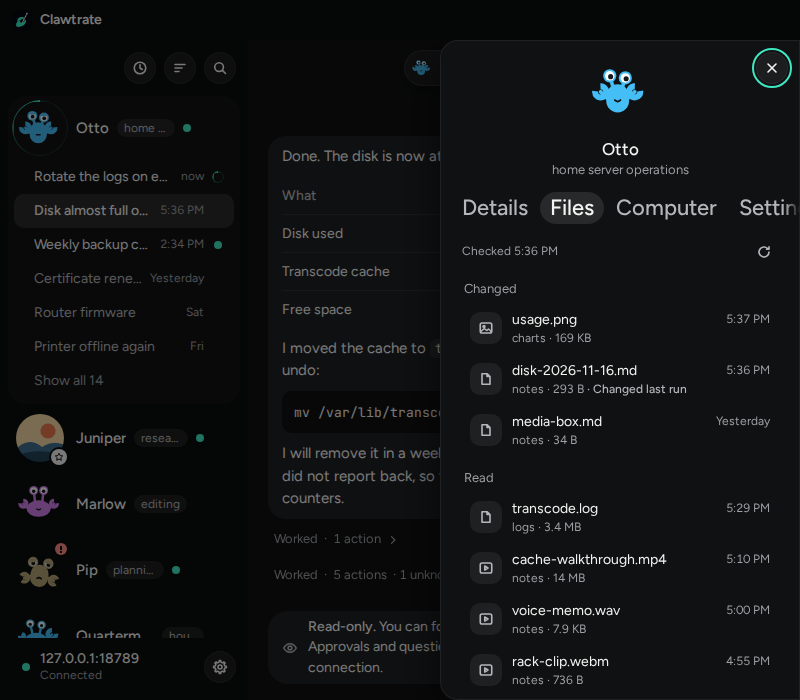 Clawtrate
Otto home ...
Rotate the logs on e... now
Disk almost full o... 5:36 PM
Weekly backup c... 2:34 PM
Certificate rene... Yesterday
Router firmware Sat
Printer offline again Fri
Show all 14
Juniper resea...
Marlow editing
Pip planni...
Quarterm hou
127.0.0.1:18789
Connected
Done. The disk is now at
What
Disk used
Transcode cache
Free space
I moved the cache to
undo:
mv /var/lib/transco
I will remove it in a week
did not report back, so
counters.
Worked · 1 action
Worked · 5 actions · 1 unkno
Read-only. You can fo
Approvals and questi
connection.
Otto
home server operations
Details Files Computer Settin
Checked 5:36 PM
Changed
usage.png 5:37 PM
charts · 169 KB
disk-2026-11-16.md 5:36 PM
notes · 293 B · Changed last run
media-box.md Yesterday
notes · 34 B
Read
transcode.log 5:29 PM
logs · 3.4 MB
cache-walkthrough.mp4 5:10 PM
notes · 14 MB
voice-memo.wav 5:00 PM
notes · 7.9 KB
rack-clip.webm 4:55 PM
notes · 736 B